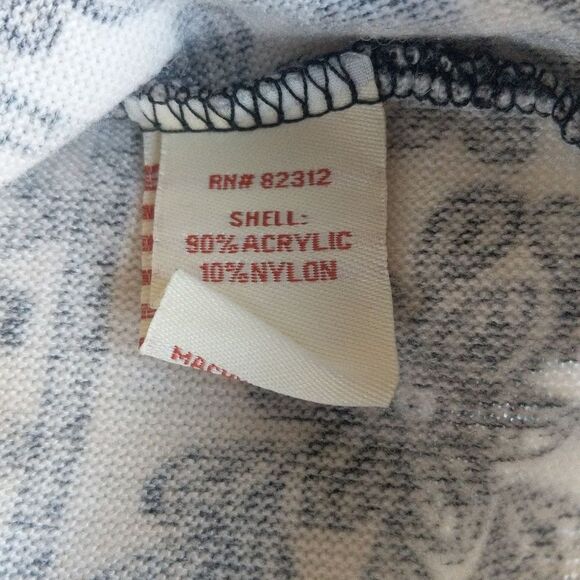 RN# 82312
SHELL:
90% ACRYLIC
10% NYLON